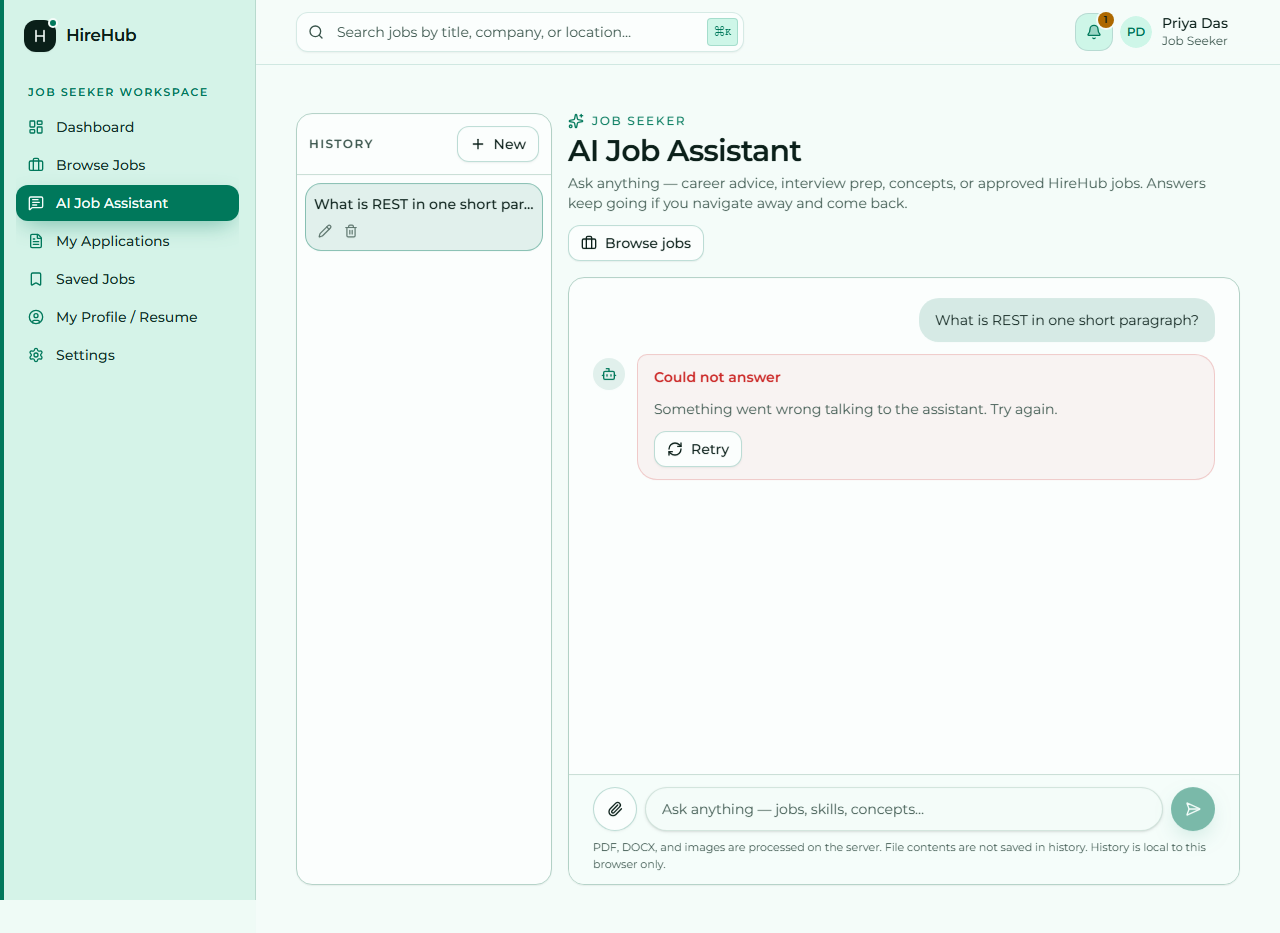 H
HireHub
JOB SEEKER WORKSPACE
Dashboard
Browse Jobs
AI Job Assistant
My Applications
Saved Jobs
My Profile / Resume
Settings
Search jobs by title, company, or location...
⌘K
1
PD
Priya Das
Job Seeker
HISTORY
New
What is REST in one short par...
JOB SEEKER
AI Job Assistant
Ask anything — career advice, interview prep, concepts, or approved HireHub jobs. Answers
keep going if you navigate away and come back.
Browse jobs
What is REST in one short paragraph?
Could not answer
Something went wrong talking to the assistant. Try again.
Retry
Ask anything — jobs, skills, concepts...
PDF, DOCX, and images are processed on the server. File contents are not saved in history. History is local to this
browser only.